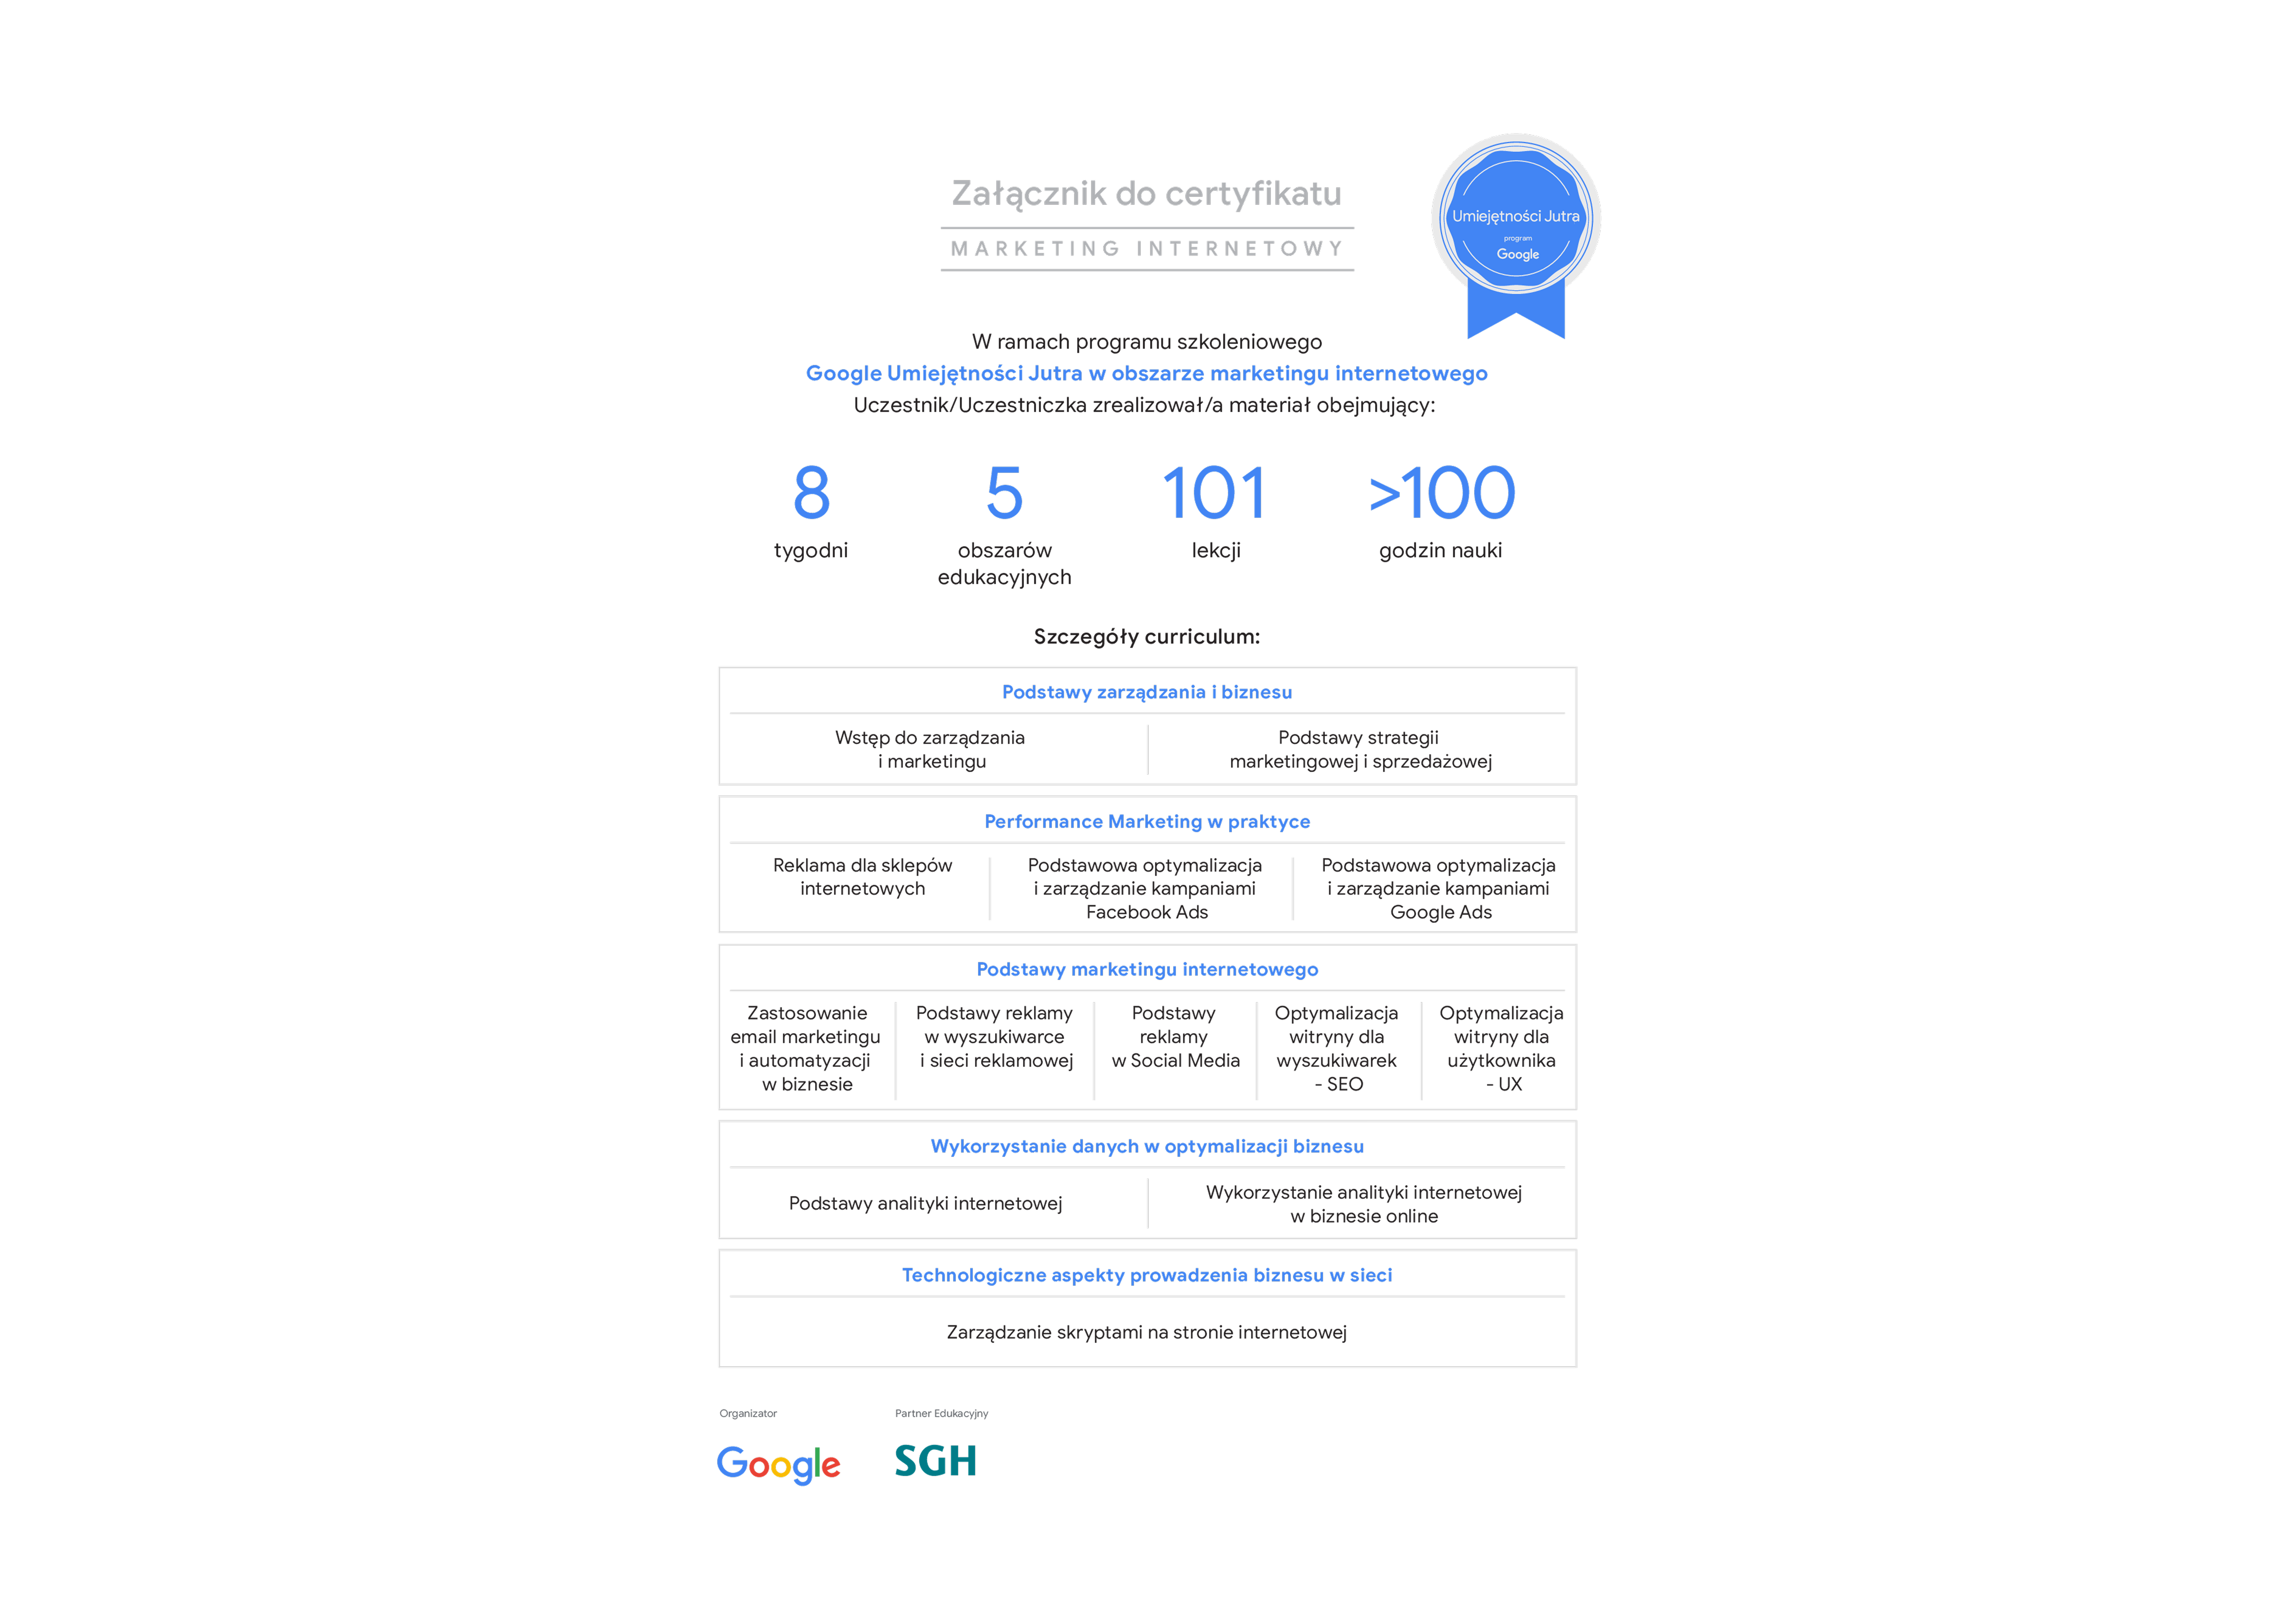 Załącznik do certyfikatu
MARKETING INTERNETOWY
Umiejętności Jutra
program
Google
W ramach programu szkoleniowego
Google Umiejętności Jutra w obszarze marketingu internetowego
Uczestnik/Uczestniczka zrealizował/a materiał obejmujący:
8
tygodni
5
obszarów
edukacyjnych
101
lekcji
>100
godzin nauki
Szczegóły curriculum:
Podstawy zarządzania i biznesu
Wstęp do zarządzania
i marketingu
Podstawy strategii
marketingowej i sprzedażowej
Performance Marketing w praktyce
Reklama dla sklepów
internetowych
Podstawowa optymalizacja
i zarządzanie kampaniami
Facebook Ads
Podstawowa optymalizacja
i zarządzanie kampaniami
Google Ads
Podstawy marketingu internetowego
Zastosowanie
email marketingu
i automatyzacji
w biznesie
Podstawy reklamy
w wyszukiwarce
i sieci reklamowej
Podstawy
reklamy
w Social Media
Optymalizacja
witryny dla
wyszukiwarek
- SEO
Optymalizacja
witryny dla
użytkownika
- UX
Wykorzystanie danych w optymalizacji biznesu
Podstawy analityki internetowej
Wykorzystanie analityki internetowej
w biznesie online
Technologiczne aspekty prowadzenia biznesu w sieci
Zarządzanie skryptami na stronie internetowej
Organizator
Google
Partner Edukacyjny
SGH